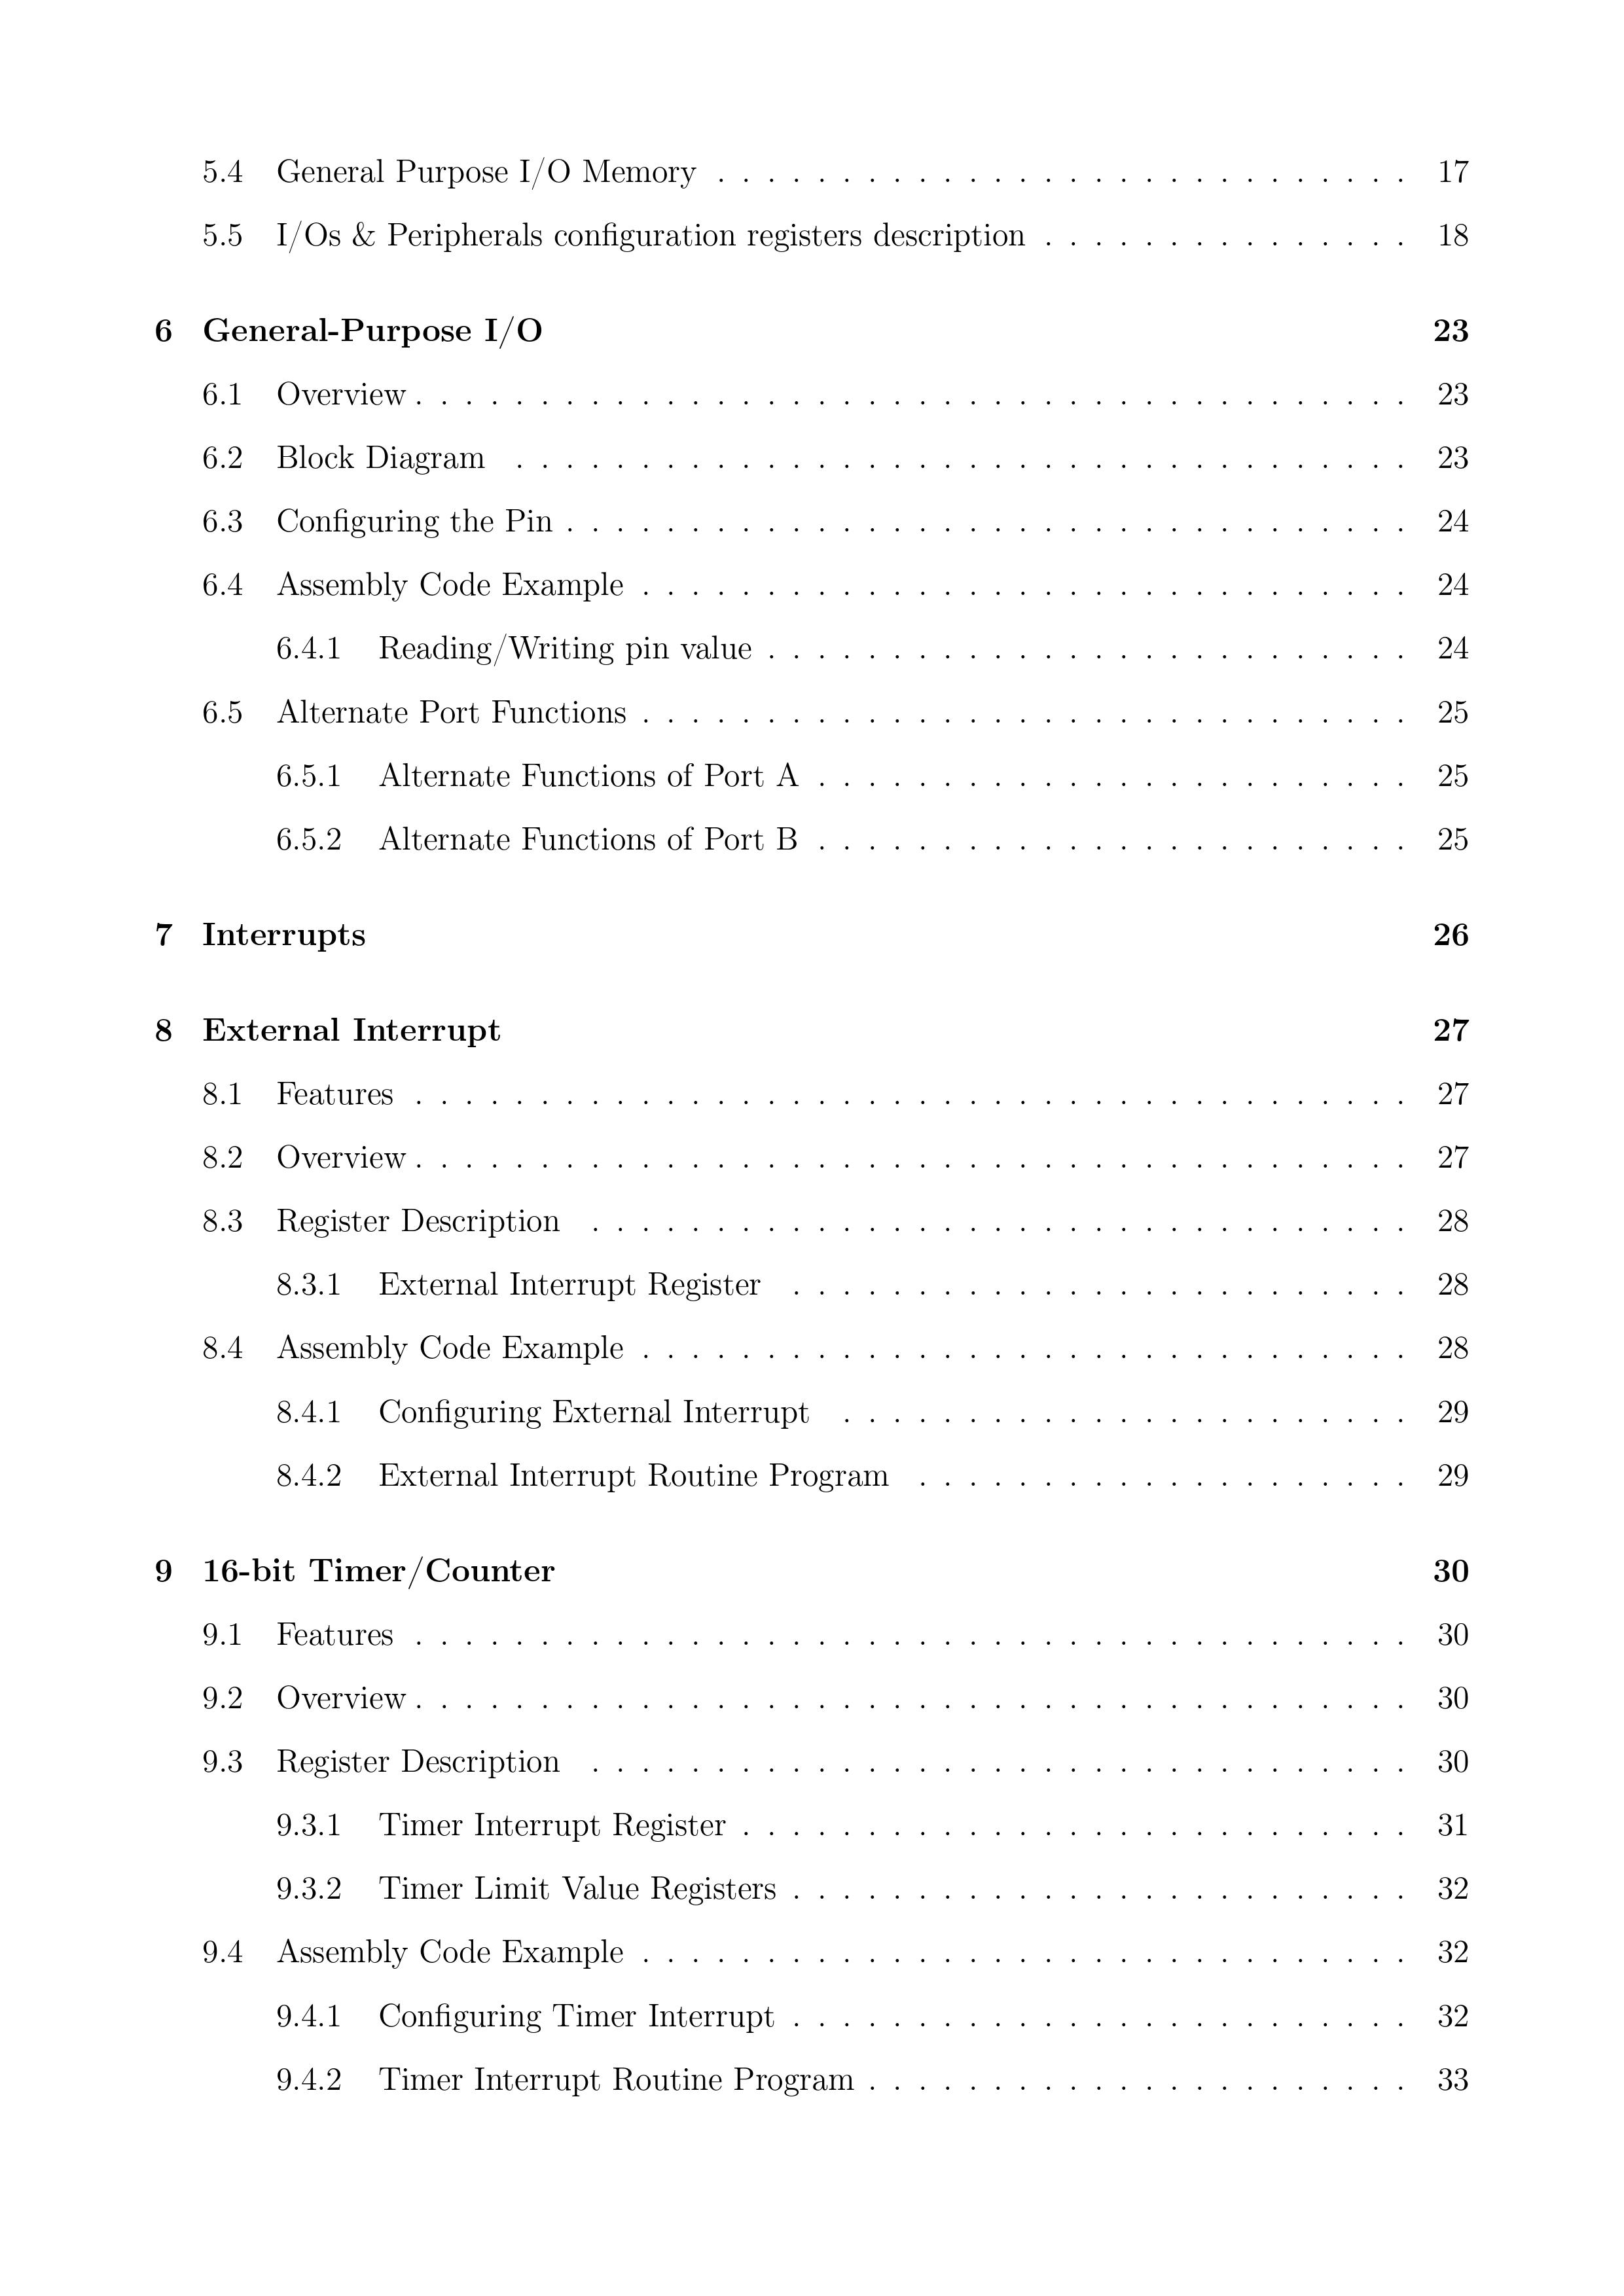 5.4 General Purpose I/O Memory . . . . . . . . . . . . . . . . . . . . . . . . . . . . 17
5.5 I/Os & Peripherals configuration registers description . . . . . . . . . . . . . . . 18
6 General-Purpose I/O 23
6.1 Overview . . . . . . . . . . . . . . . . . . . . . . . . . . . . . . . . . . . . . . . . 23
6.2 Block Diagram . . . . . . . . . . . . . . . . . . . . . . . . . . . . . . . . . . . . 23
6.3 Configuring the Pin . . . . . . . . . . . . . . . . . . . . . . . . . . . . . . . . . . 24
6.4 Assembly Code Example . . . . . . . . . . . . . . . . . . . . . . . . . . . . . . . 24
6.4.1 Reading/Writing pin value . . . . . . . . . . . . . . . . . . . . . . . . . . 24
6.5 Alternate Port Functions . . . . . . . . . . . . . . . . . . . . . . . . . . . . . . . 25
6.5.1 Alternate Functions of Port A . . . . . . . . . . . . . . . . . . . . . . . . 25
6.5.2 Alternate Functions of Port B . . . . . . . . . . . . . . . . . . . . . . . . 25
7 Interrupts 26
8 External Interrupt 27
8.1 Features . . . . . . . . . . . . . . . . . . . . . . . . . . . . . . . . . . . . . . . . 27
8.2 Overview . . . . . . . . . . . . . . . . . . . . . . . . . . . . . . . . . . . . . . . . 27
8.3 Register Description . . . . . . . . . . . . . . . . . . . . . . . . . . . . . . . . . 28
8.3.1 External Interrupt Register . . . . . . . . . . . . . . . . . . . . . . . . . 28
8.4 Assembly Code Example . . . . . . . . . . . . . . . . . . . . . . . . . . . . . . . 28
8.4.1 Configuring External Interrupt . . . . . . . . . . . . . . . . . . . . . . . 29
8.4.2 External Interrupt Routine Program . . . . . . . . . . . . . . . . . . . . 29
9 16-bit Timer/Counter 30
9.1 Features . . . . . . . . . . . . . . . . . . . . . . . . . . . . . . . . . . . . . . . . 30
9.2 Overview . . . . . . . . . . . . . . . . . . . . . . . . . . . . . . . . . . . . . . . . 30
9.3 Register Description . . . . . . . . . . . . . . . . . . . . . . . . . . . . . . . . . 30
9.3.1 Timer Interrupt Register . . . . . . . . . . . . . . . . . . . . . . . . . . . 31
9.3.2 Timer Limit Value Registers . . . . . . . . . . . . . . . . . . . . . . . . . 32
9.4 Assembly Code Example . . . . . . . . . . . . . . . . . . . . . . . . . . . . . . . 32
9.4.1 Configuring Timer Interrupt . . . . . . . . . . . . . . . . . . . . . . . . . 32
9.4.2 Timer Interrupt Routine Program . . . . . . . . . . . . . . . . . . . . . . 33